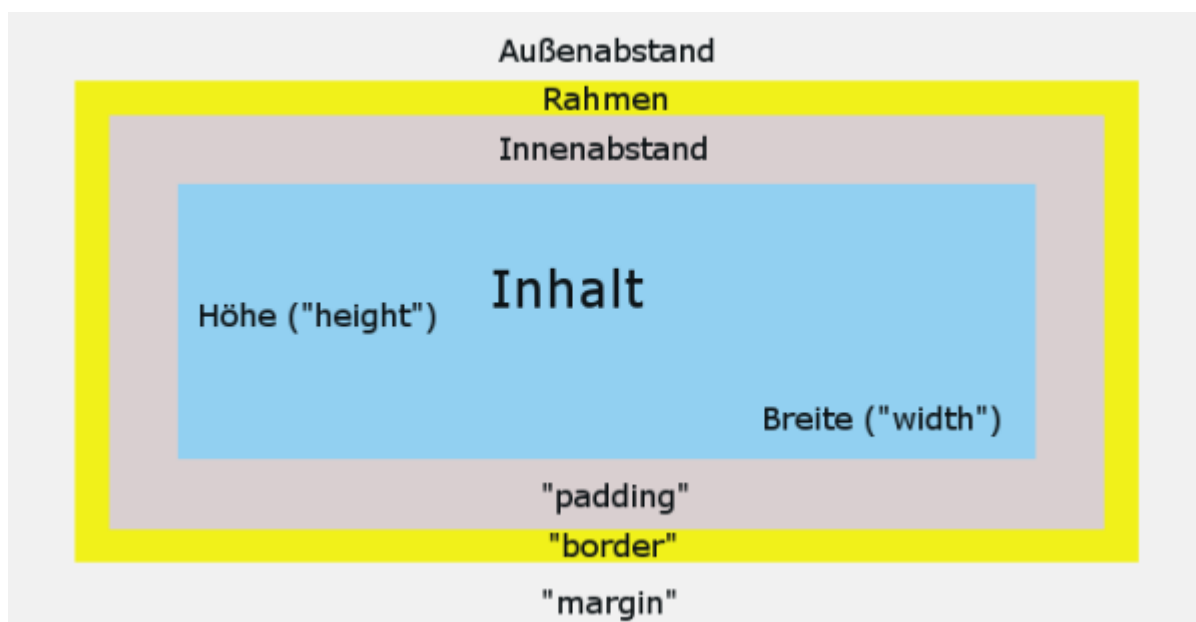 Außenabstand
Rahmen
Innenabstand
Inhalt
Höhe ("height")
Breite ("width")
"padding"
"border"
"margin"